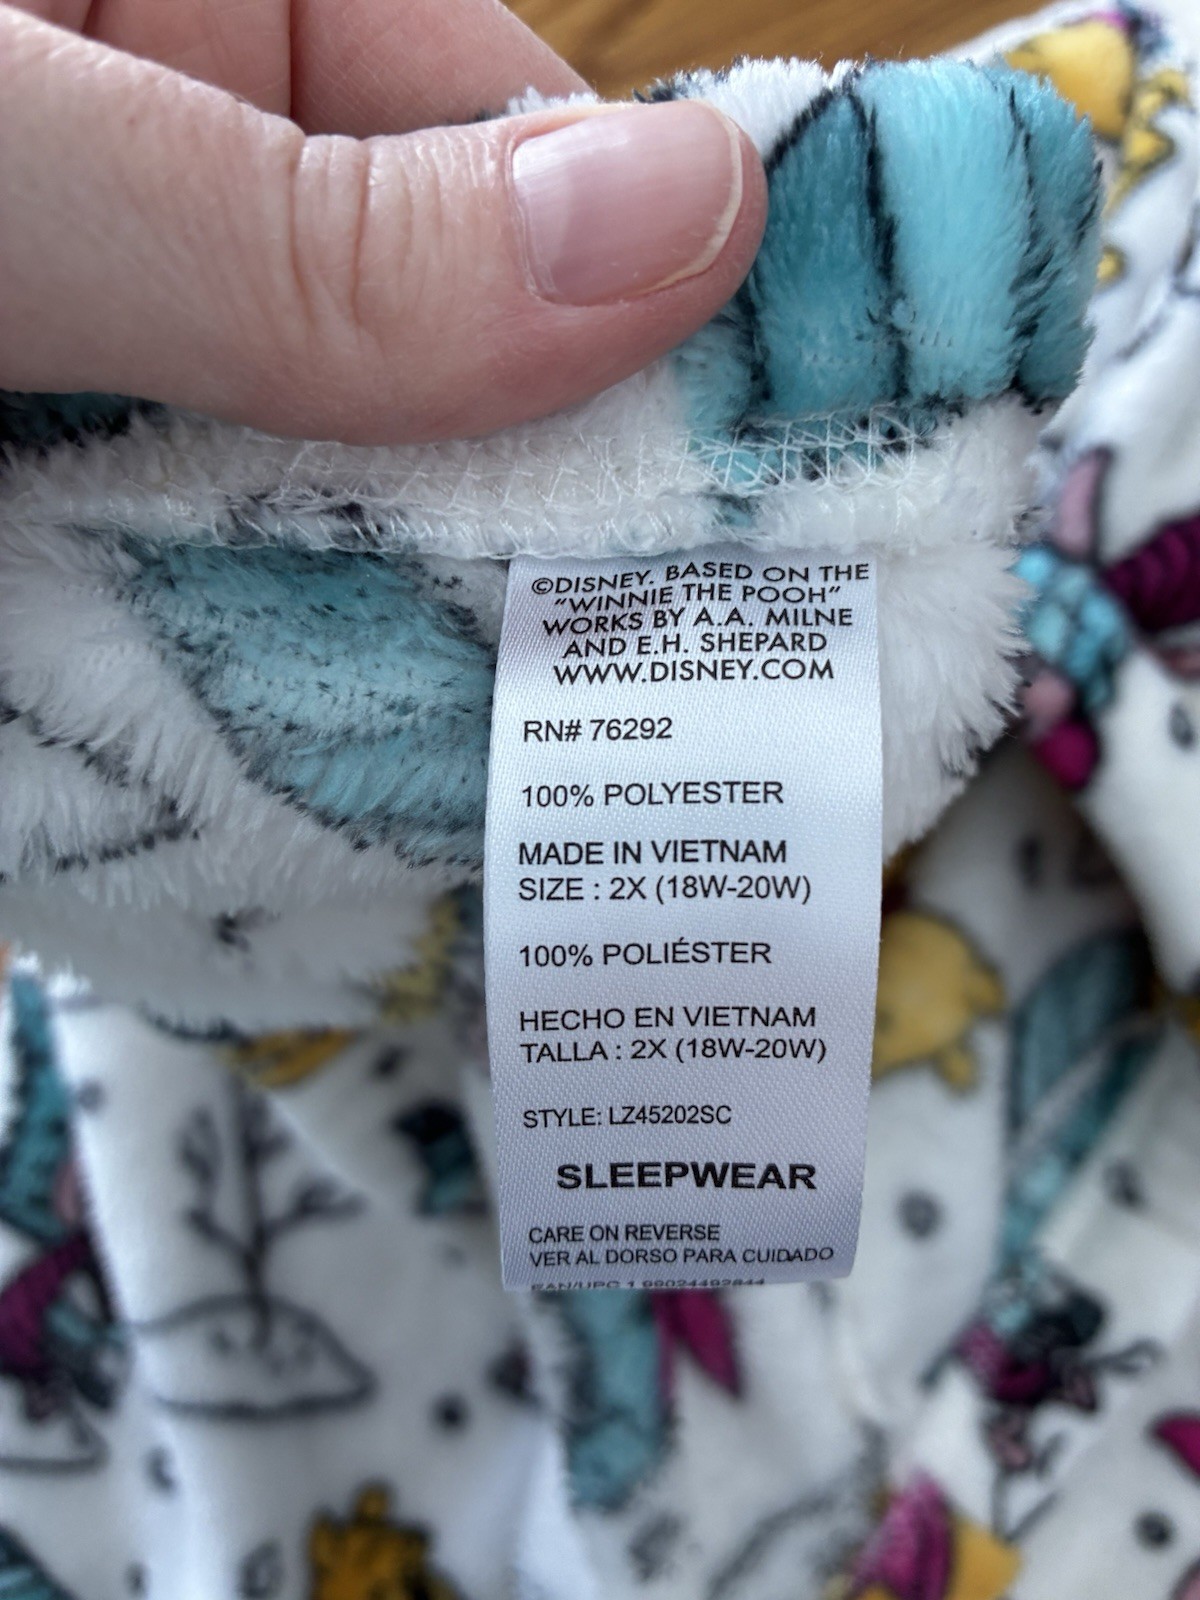 ©DISNEY. BASED ON THE
"WINNIE THE POOH"
WORKS BY A.A. MILNE
AND E.H. SHEPARD
WWW.DISNEY.COM
RN# 76292
100% POLYESTER
MADE IN VIETNAM
SIZE : 2X (18W-20W)
100% POLIÉSTER
HECHO EN VIETNAM
TALLA : 2X (18W-20W)
STYLE: LZ45202SC
SLEEPWEAR
CARE ON REVERSE
VER AL DORSO PARA CUIDADO